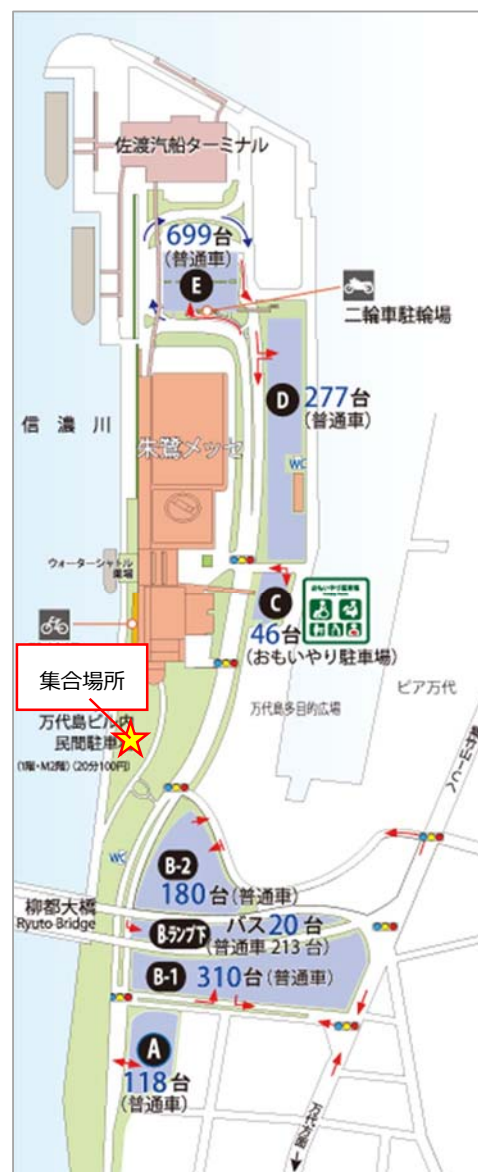 佐渡汽船ターミナル
699台
(普通車)
E
二輪車駐輪場
D 277台
(普通車)
信濃川
朱鷺メッセ
WC
ウォーターシャトル
乗場
おもいやり駐車場
C
46台
(おもいやり駐車場)
ピア万代
集合場所
万代島多目的広場
万代島ビル内
民間駐車
(1階・M2階)(20分100円)
WC
B-2
180台(普通車)
柳都大橋
Ryuto Bridge
B-ランプ下 バス20台
(普通車 213台)
B-1 310台(普通車)
A
118台
(普通車)
万代方面